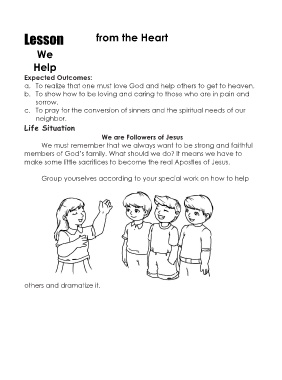 Lesson
from the Heart
We
Help
Expected Outcomes:
a. To realize that one must love God and help others to get to heaven.
b. To show how to be loving and caring to those who are in pain and
sorrow.
c. To pray for the conversion of sinners and the spiritual needs of our
neighbor.
Life Situation
We are Followers of Jesus
We must remember that we always want to be strong and faithful
members of God's family. What should we do? It means we have to
make some little sacrifices to become the real Apostles of Jesus.
Group yourselves according to your special work on how to help
others and dramatize it.